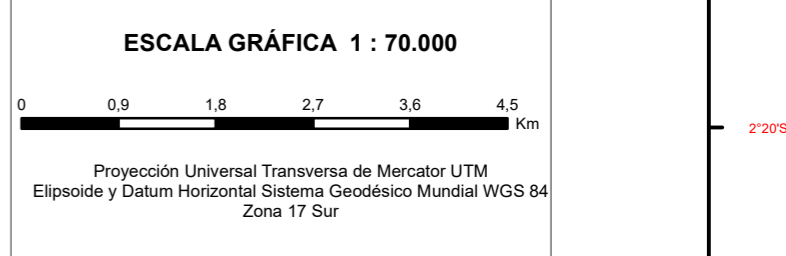 ESCALA GRÁFICA 1 : 70.000
0 0,9 1,8 2,7 3,6 4,5
Km
2°20'S
Proyección Universal Transversa de Mercator UTM
Elipsoide y Datum Horizontal Sistema Geodésico Mundial WGS 84
Zona 17 Sur